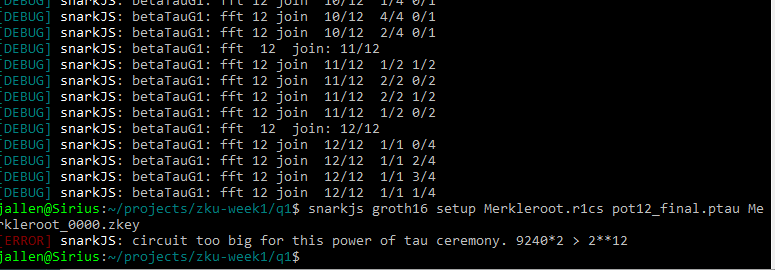 [DEBUG] snarkJS: betaTauG1: fft 12 join  10/12  1/4 0/1
[DEBUG] snarkJS: betaTauG1: fft 12 join  10/12  4/4 0/1
[DEBUG] snarkJS: betaTauG1: fft 12 join  10/12  2/4 0/1
[DEBUG] snarkJS: betaTauG1: fft  12  join: 11/12
[DEBUG] snarkJS: betaTauG1: fft 12 join  11/12  1/2 1/2
[DEBUG] snarkJS: betaTauG1: fft 12 join  11/12  2/2 0/2
[DEBUG] snarkJS: betaTauG1: fft 12 join  11/12  2/2 1/2
[DEBUG] snarkJS: betaTauG1: fft 12 join  11/12  1/2 0/2
[DEBUG] snarkJS: betaTauG1: fft  12  join: 12/12
[DEBUG] snarkJS: betaTauG1: fft 12 join  12/12  1/1 0/4
[DEBUG] snarkJS: betaTauG1: fft 12 join  12/12  1/1 2/4
[DEBUG] snarkJS: betaTauG1: fft 12 join  12/12  1/1 3/4
[DEBUG] snarkJS: betaTauG1: fft 12 join  12/12  1/1 1/4
jallen@Sirius:~/projects/zku-week1/q1$ snarkjs groth16 setup Merkleroot.r1cs pot12_final.ptau Me
rkleroot_0000.zkey
[ERROR] snarkJS: circuit too big for this power of tau ceremony. 9240*2 > 2**12
jallen@Sirius:~/projects/zku-week1/q1$